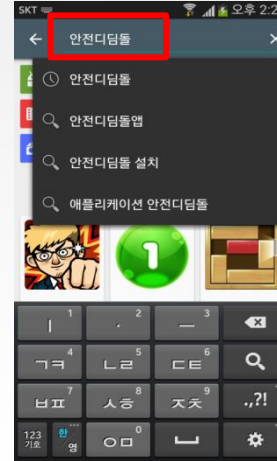 SKT 오후 2:2
안전디딤돌
안전디딤돌
안전디딤돌앱
안전디딤돌 설치
애플리케이션 안전디딤돌
1
ㅣ 1 . 2 ㅡ 3
ㄱㅋ 4 ㄴㄹ 5 ㄷㅌ 6
ㅂㅍ 7 ㅅㅎ 8 ㅈㅊ 9 .,?!
123 기호 한 영 ㅇㅁ 0